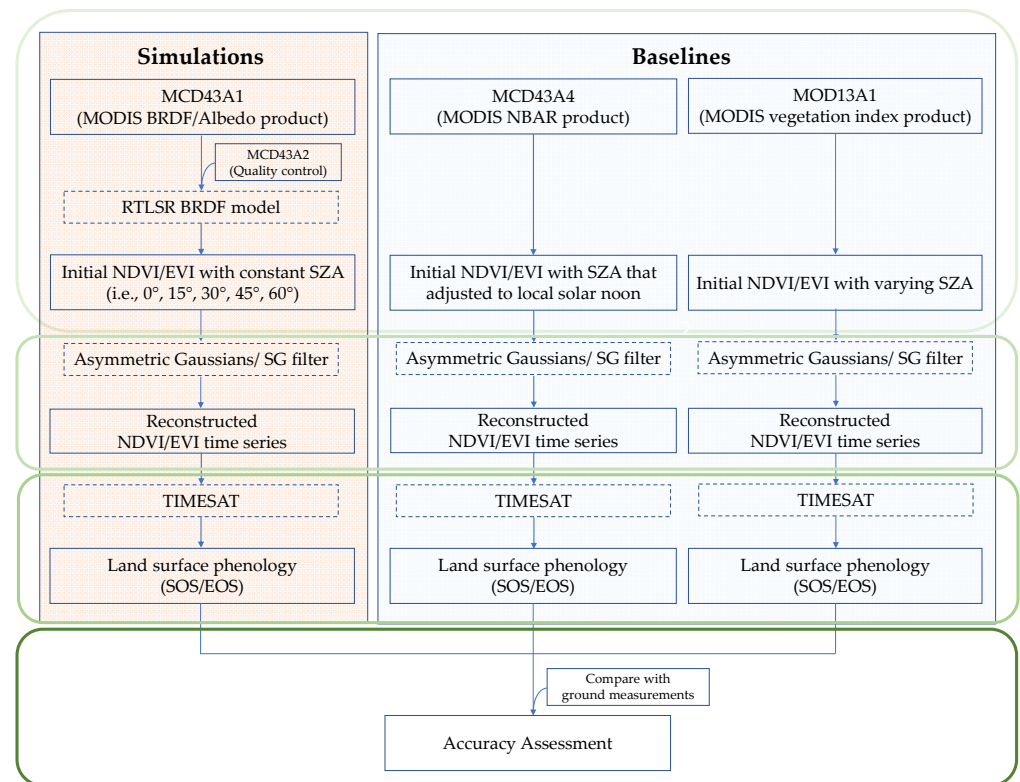 Simulations
MCD43A1
(MODIS BRDF/Albedo product)
MCD43A2
(Quality control)
RTLSR BRDF model
Initial NDVI/EVI with constant SZA
(i.e., 0°, 15°, 30°, 45°, 60°)
Asymmetric Gaussians/ SG filter
Reconstructed
NDVI/EVI time series
TIMESAT
Land surface phenology
(SOS/EOS)
Baselines
MCD43A4
(MODIS NBAR product)
Initial NDVI/EVI with SZA that
adjusted to local solar noon
Asymmetric Gaussians/ SG filter
Reconstructed
NDVI/EVI time series
TIMESAT
Land surface phenology
(SOS/EOS)
MOD13A1
(MODIS vegetation index product)
Initial NDVI/EVI with varying SZA
Asymmetric Gaussians/ SG filter
Reconstructed
NDVI/EVI time series
TIMESAT
Land surface phenology
(SOS/EOS)
Compare with
ground measurements
Accuracy Assessment